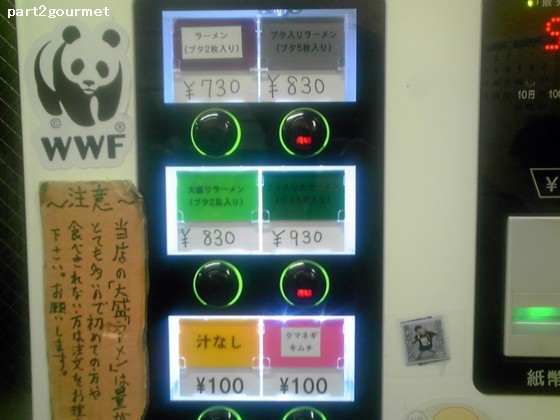 part2gourmet
WWF
ラーメン
(ブタ2枚入り)
¥730
ブタ入りラーメン
(ブタ5枚入り)
¥830
大盛りラーメン
(ブタ2枚入り)
¥830
¥930
汁なし
¥100
タマネギ
キムチ
¥100
〜注意〜
当店の「大盛ラーメン」は量が
とても多いので初めての方や
食べきれない方は注文をお控
下さい。お願いします。
10円
¥
紙幣